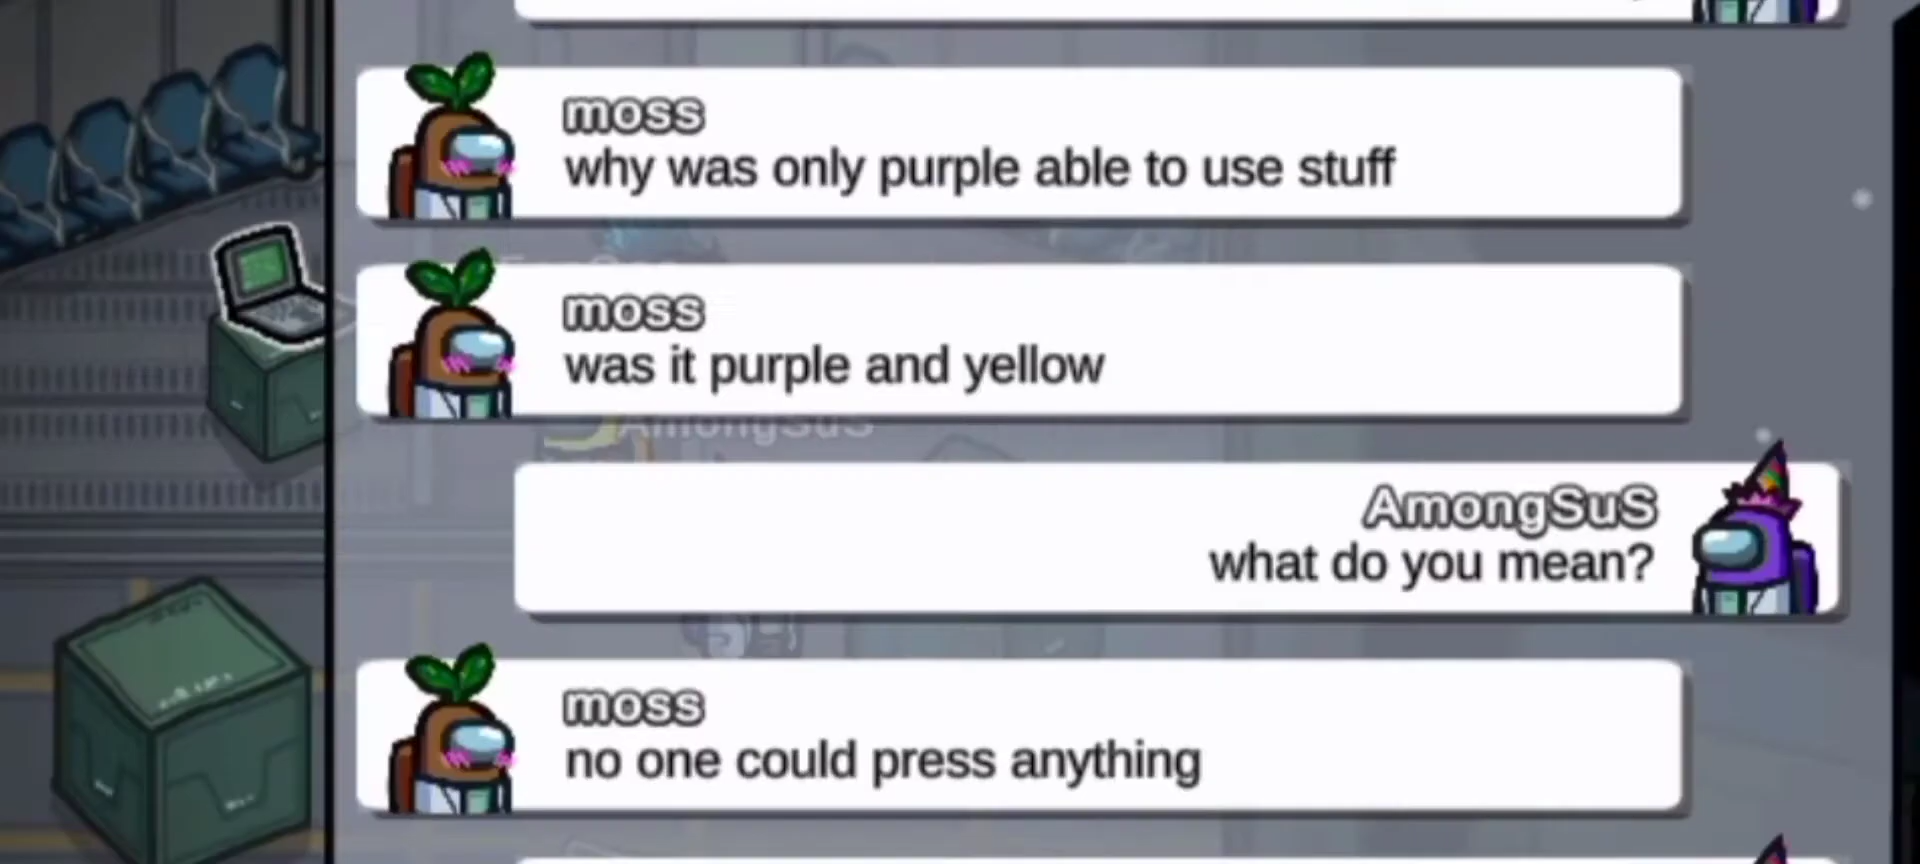 moss
why was only purple able to use stuff
moss
was it purple and yellow
AmongSuS
AmongSuS
what do you mean?
moss
no one could press anything